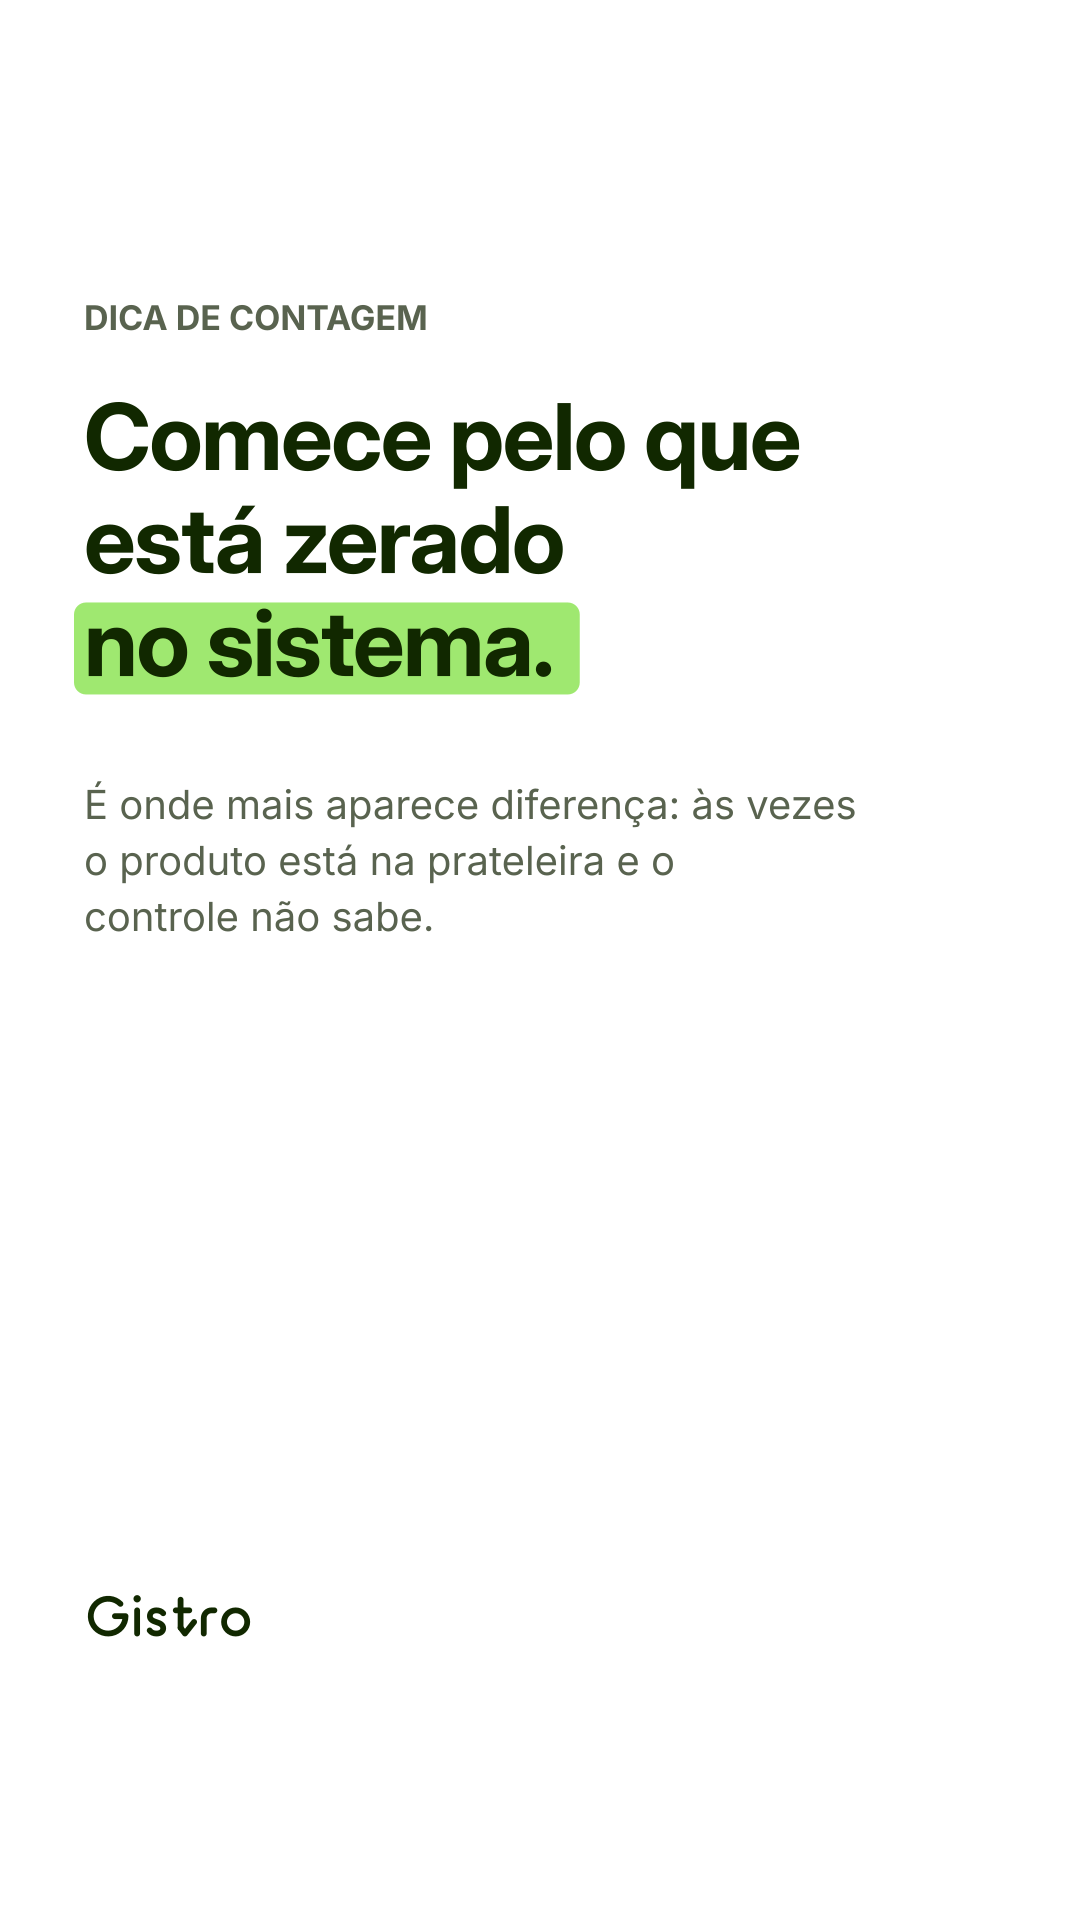 DICA DE CONTAGEM
Comece pelo que
está zerado
no sistema.
É onde mais aparece diferença: às vezes
o produto está na prateleira e o
controle não sabe.
Gistro